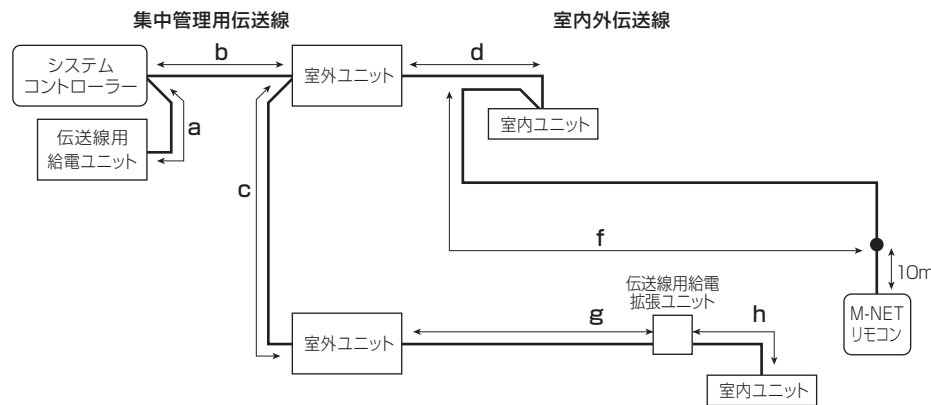 集中管理用伝送線
室内外伝送線
システム
コントローラー
b
室外ユニット
d
室内ユニット
伝送線用
給電ユニット
a
c
f
10m
M-NET
リモコン
伝送線用給電
拡張ユニット
g
h
室外ユニット
室内ユニット